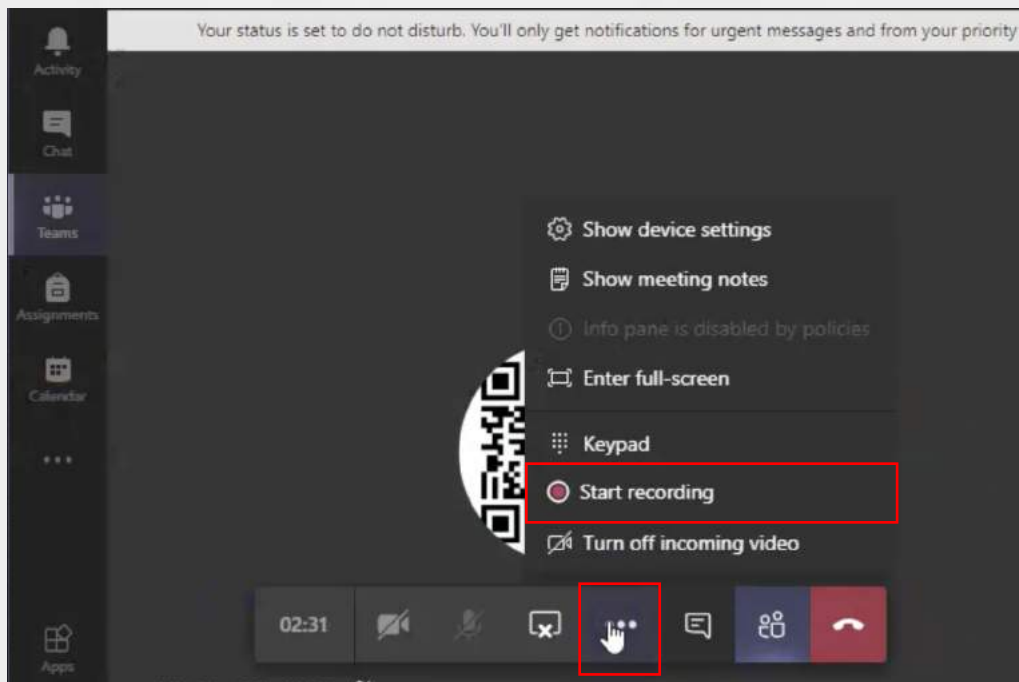 Your status is set to do not disturb. You'll only get notifications for urgent messages and from your priority
Activity
Chat
Teams
Assignments
Calendar
Apps
Show device settings
Show meeting notes
Info pane is disabled by policies
Enter full-screen
Keypad
Start recording
Turn off incoming video
02:31